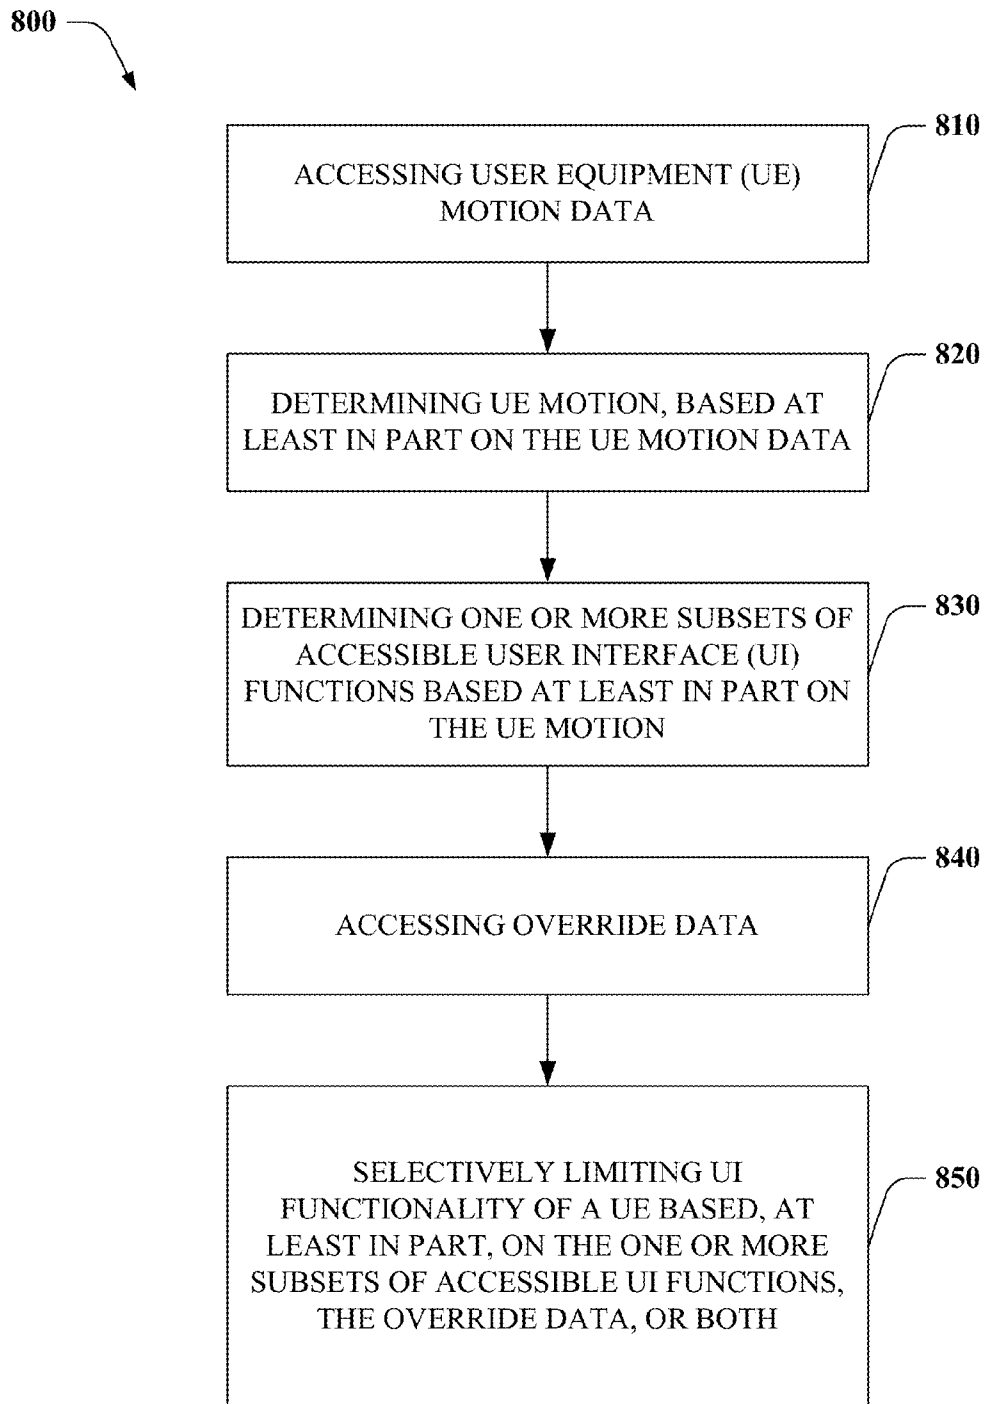 800
810
ACCESSING USER EQUIPMENT (UE)
MOTION DATA
820
DETERMINING UE MOTION, BASED AT
LEAST IN PART ON THE UE MOTION DATA
830
DETERMINING ONE OR MORE SUBSETS OF
ACCESSIBLE USER INTERFACE (UI)
FUNCTIONS BASED AT LEAST IN PART ON
THE UE MOTION
840
ACCESSING OVERRIDE DATA
850
SELECTIVELY LIMITING UI
FUNCTIONALITY OF A UE BASED, AT
LEAST IN PART, ON THE ONE OR MORE
SUBSETS OF ACCESSIBLE UI FUNCTIONS,
THE OVERRIDE DATA, OR BOTH